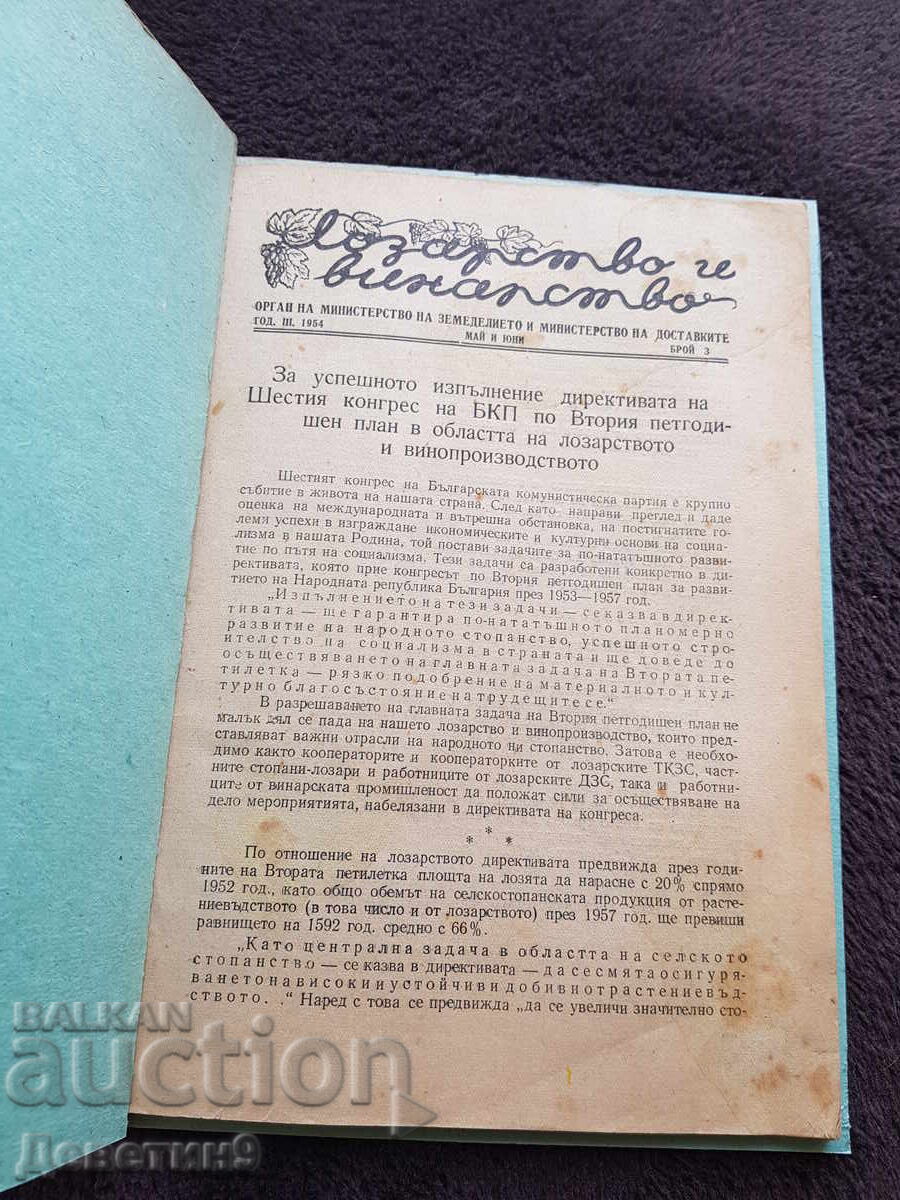 Лозарство и
винарство
ОРГАН НА МИНИСТЕРСТВО НА ЗЕМЕДЕЛИЕТО И МИНИСТЕРСТВО НА ДОСТАВКИТЕ
ГОД. III. 1954 МАЙ И ЮНИ БРОЙ 3
За успешното изпълнение директивата на
Шестия конгрес на БКП по Втория петгоди-
шен план в областта на лозарството
и винопроизводството
Шестият конгрес на Българската комунистическа партия е крупно
събитие в живота на нашата страна. След като направи преглед и даде
оценка на международната и вътрешна обстановка, на постигнатите го-
леми успехи в изграждане икономическите и културни основи на социа-
лизма в нашата Родина, той постави задачите за по-нататъшното разви-
тие по пътя на социализма. Тези задачи са разработени конкретно в ди-
рективата, която прие конгресът по Втория петгодишен план за разви-
тието на Народната република България през 1953—1957 год.
„Изпълнението на тези задачи — се казва в дирек-
тивата — ще гарантира по-нататъшното планомерно
развитие на народното стопанство, успешното стро-
ителство на социализма в страната и ще доведе до
осъществяването на главната задача на Втората пе-
тилетка — рязко подобрение на материалното и кул-
турно благосъстояние на трудещите се.“
В разрешаването на главната задача на Втория петгодишен план не
малък дял се пада на нашето лозарство и винопроизводство, които пред-
ставляват важни отрасли на народното ни стопанство. Затова е необхо-
димо както кооператорите и кооператорките от лозарските ТКЗС, част-
ните стопани-лозари и работниците от лозарските ДЗС, така и работни-
ците от винарската промишленост да положат сили за осъществяване на
дело мероприятията, набелязани в директивата на конгреса.
*
* *
По отношение на лозарството директивата предвижда през годи-
ните на Втората петилетка площта на лозята да нарасне с 20% спрямо
1952 год., като общо обемът на селскостопанската продукция от расте-
ниевъдството (в това число и от лозарството) през 1957 год. ще превиши
равнището на 1592 год. средно с 66%.
„Като централна задача в областта на селското
стопанство — се казва в директивата — да се смята осигуря-
ването на високи и устойчиви добиви от растениевъд-
ството. .“ Наред с това се предвижда „да се увеличи значително сто-
BALKAN
auction
Деветин9